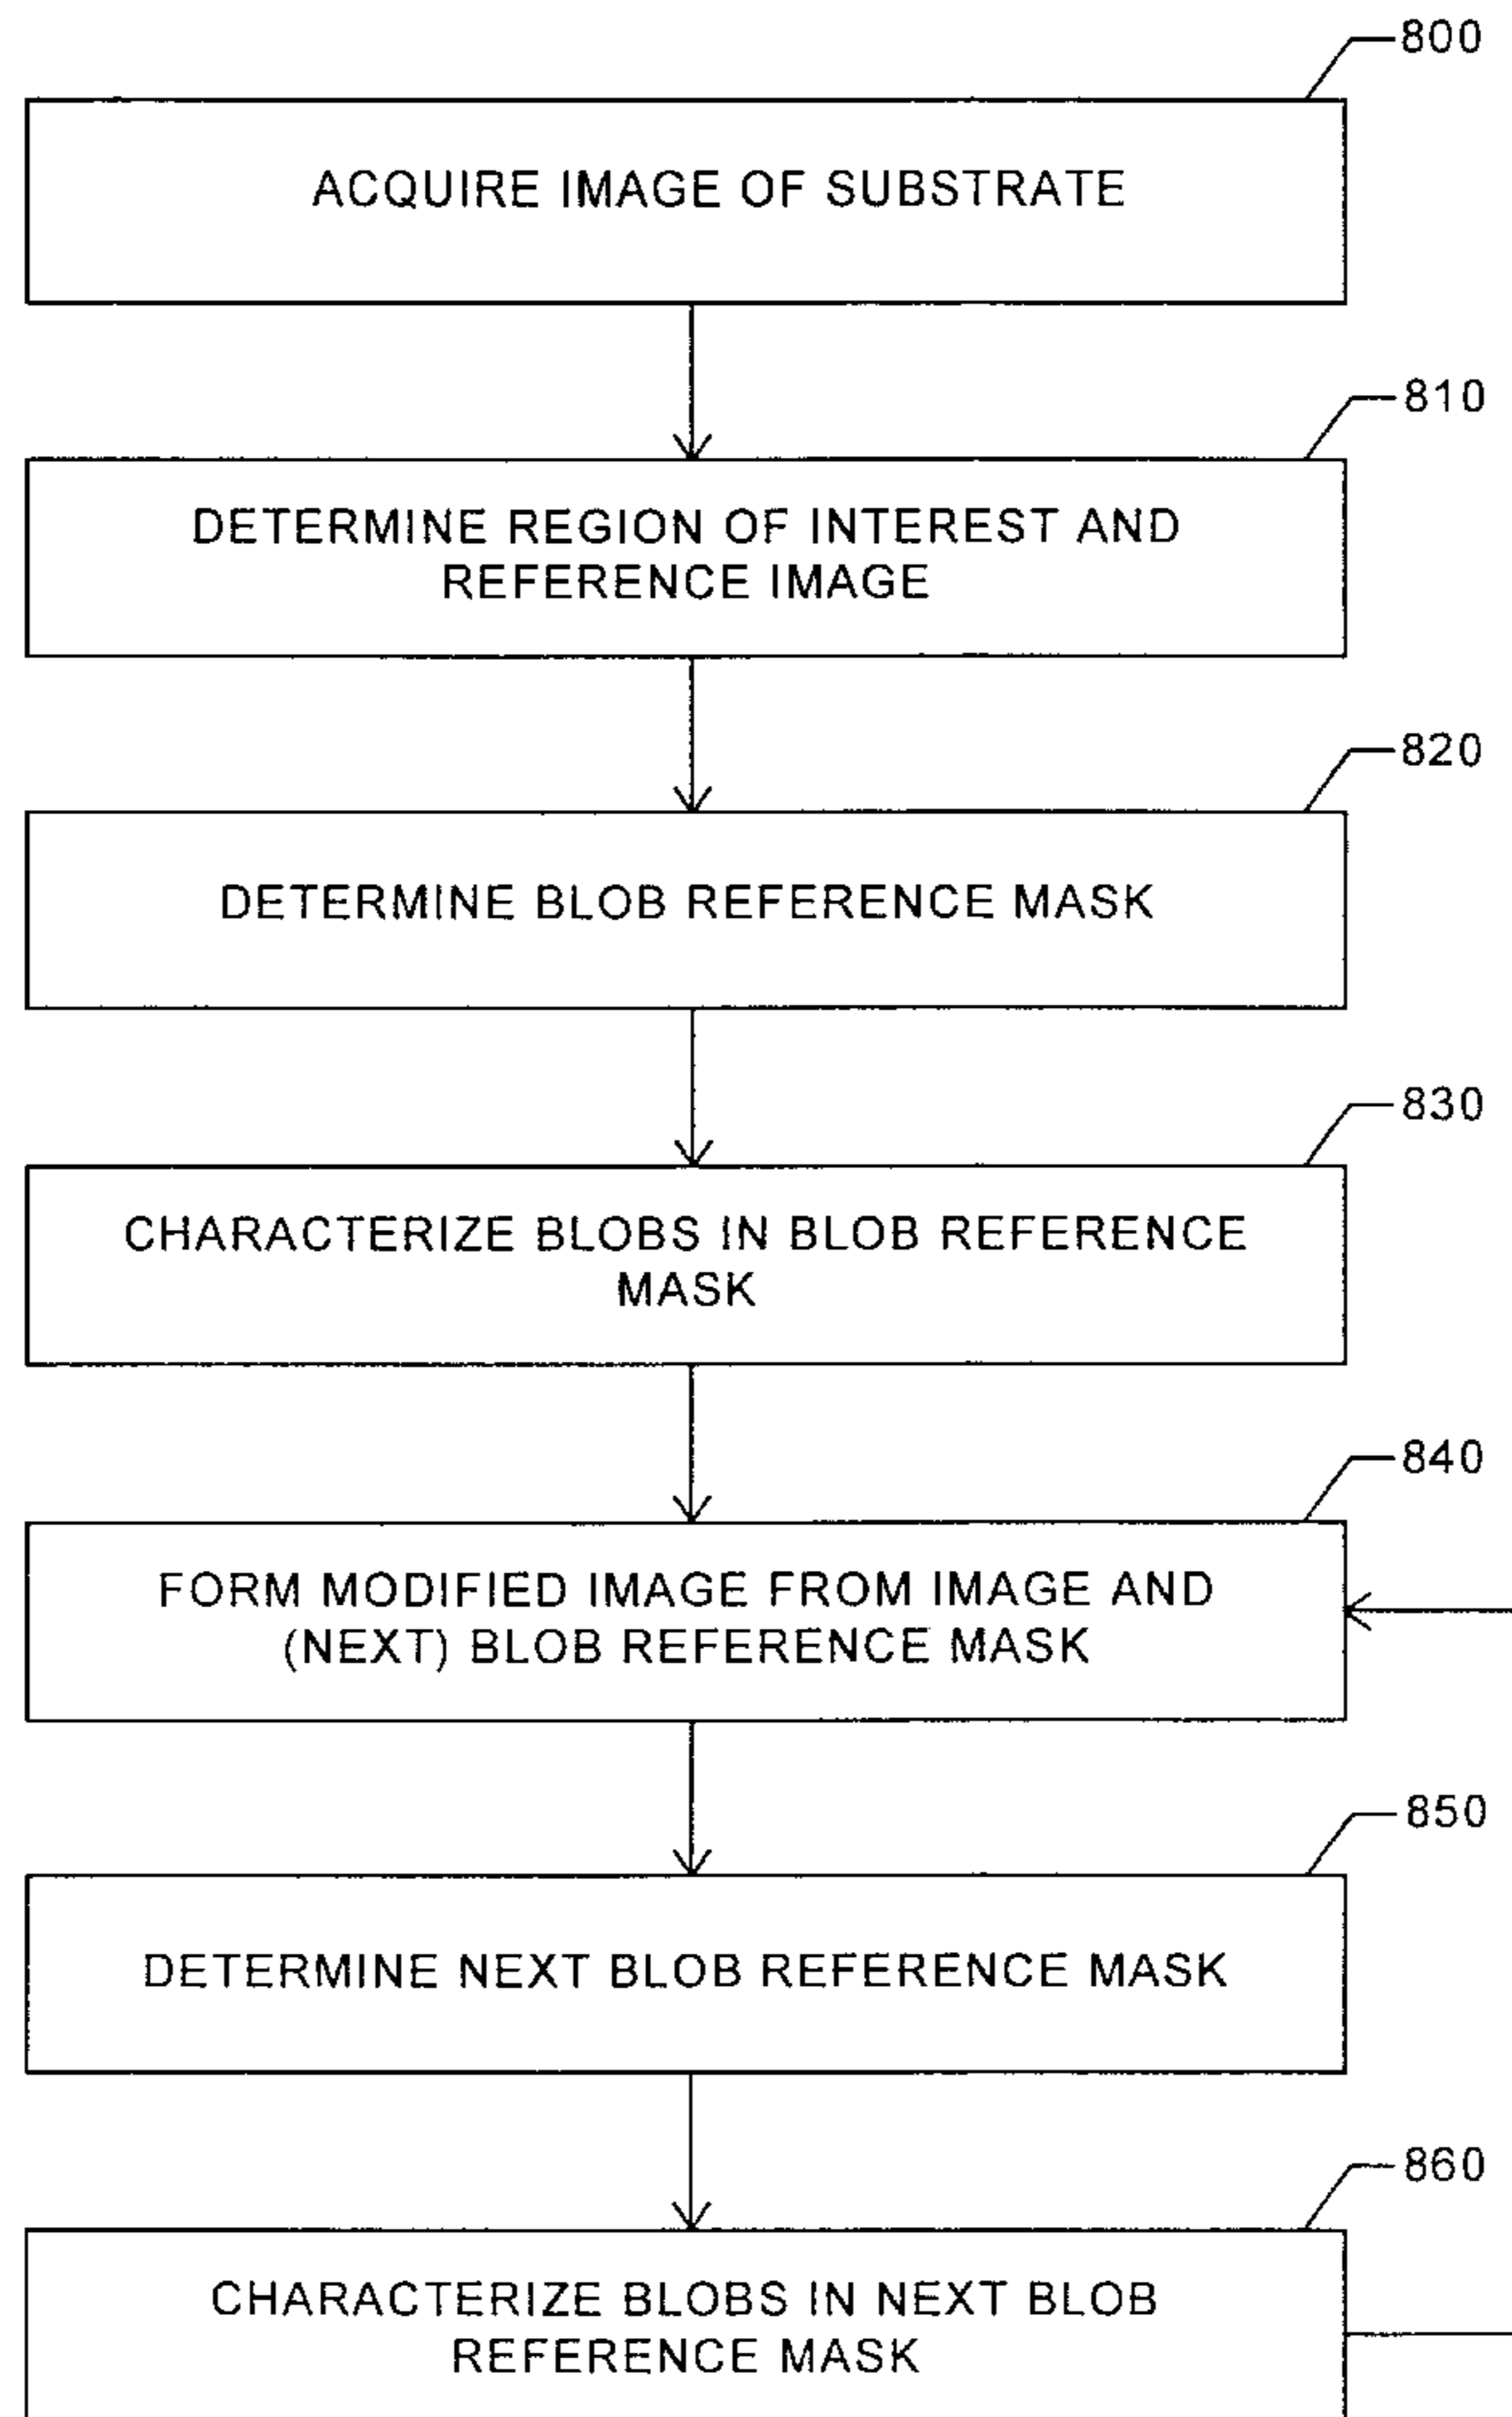 800
ACQUIRE IMAGE OF SUBSTRATE
810
DETERMINE REGION OF INTEREST AND
REFERENCE IMAGE
820
DETERMINE BLOB REFERENCE MASK
830
CHARACTERIZE BLOBS IN BLOB REFERENCE
MASK
840
FORM MODIFIED IMAGE FROM IMAGE AND
(NEXT) BLOB REFERENCE MASK
850
DETERMINE NEXT BLOB REFERENCE MASK
860
CHARACTERIZE BLOBS IN NEXT BLOB
REFERENCE MASK